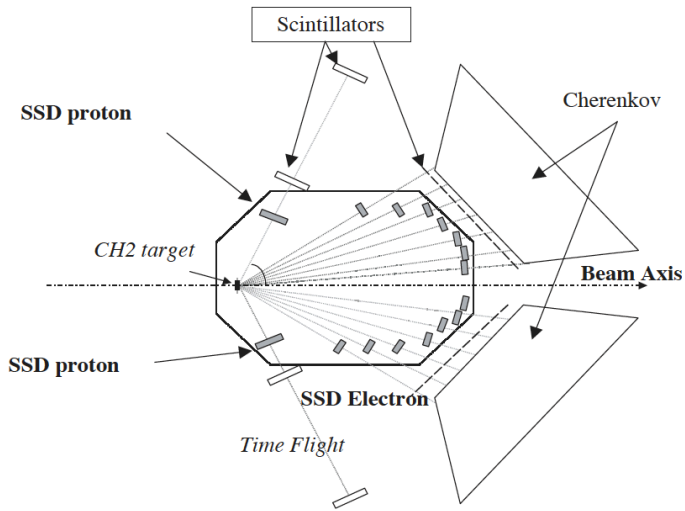 Scintillators
Cherenkov
SSD proton
CH2 target
Beam Axis
SSD proton
SSD Electron
Time Flight